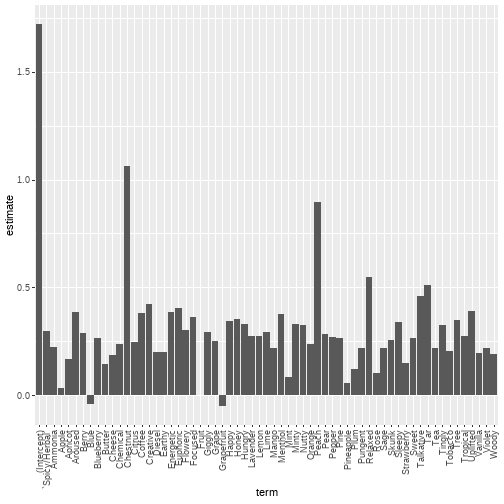 estimate
1.5
1.0
0.5
0.0
(Intercept)
`Spicy/Herbal`
Ammonia
Apple
Apricot
Aroused
Berry
Blue
Blueberry
Butter
Cheese
Chemical
Chestnut
Citrus
Coffee
Creative
Diesel
Earthy
Energetic
Euphoric
Flowery
Focused
Fruit
Giggly
Grape
Grapefruit
Happy
Honey
Hungry
Lavender
Lemon
Lime
Mango
Menthol
Mint
Minty
Nutty
Orange
Peach
Pear
Pepper
Pine
Pineapple
Plum
Pungent
Relaxed
Rose
Sage
Skunk
Sleepy
Strawberry
Sweet
Talkative
Tar
Tea
Tingly
Tobacco
Tree
Tropical
Uplifted
Vanilla
Violet
Woody
term